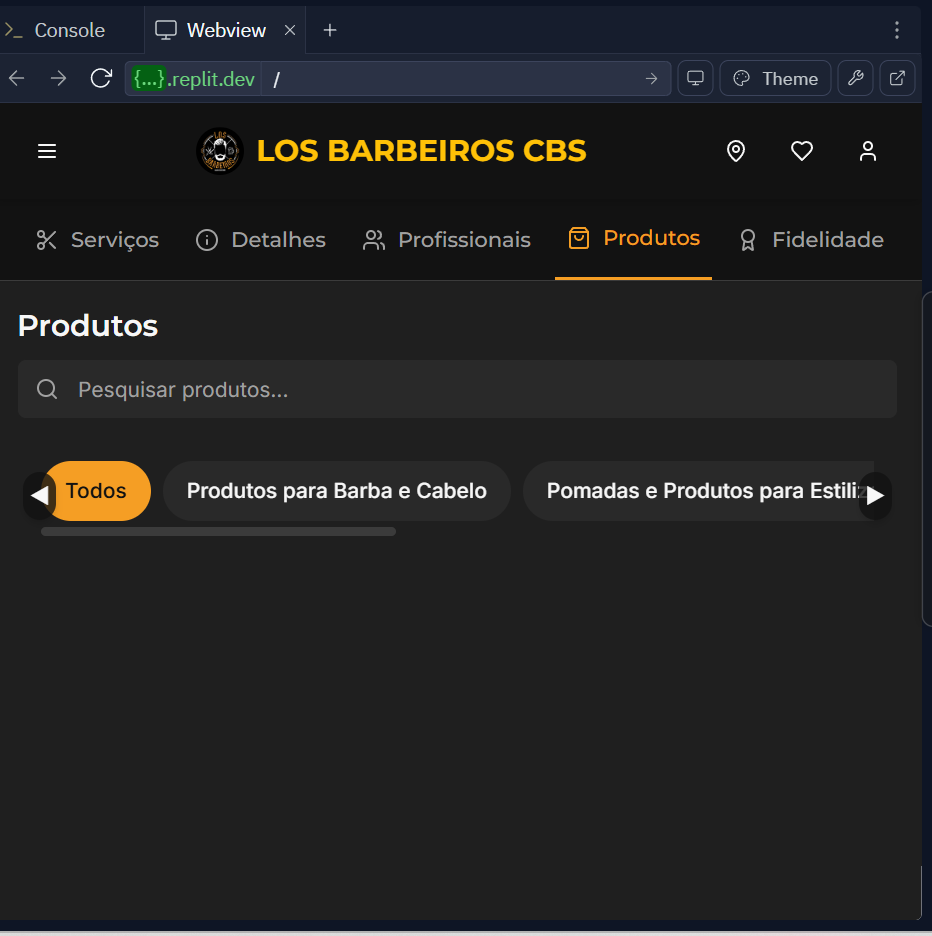 Console
Webview
{...}.replit.dev /
Theme
LOS BARBEIROS CBS
Serviços
Detalhes
Profissionais
Produtos
Fidelidade
Produtos
Pesquisar produtos...
Todos
Produtos para Barba e Cabelo
Pomadas e Produtos para Estiliz